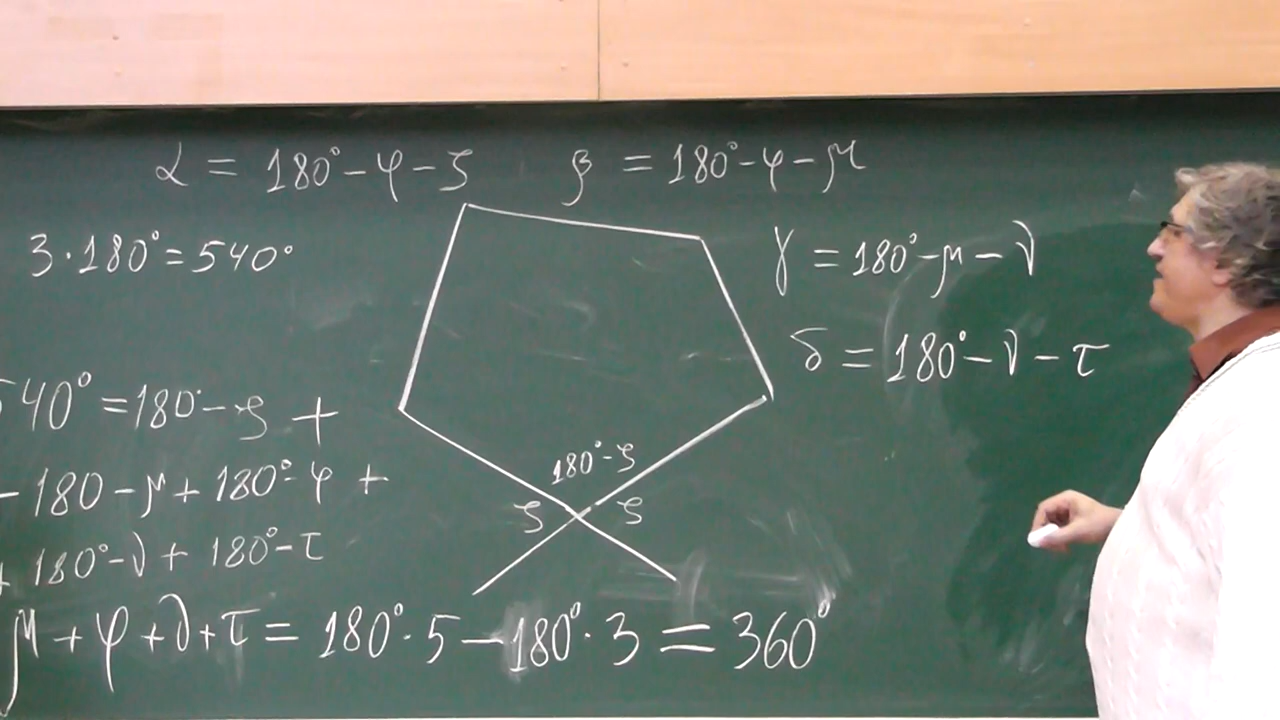 α = 180° - φ - ζ
β = 180° - φ - μ
3·180° = 540°
γ = 180° - μ - ν
δ = 180° - ν - τ
540° = 180° - ζ +
180° - ζ
- 180 - μ + 180° - φ +
ζ ζ
+ 180° - ν + 180° - τ
μ + φ + ν + τ = 180°·5 - 180°·3 = 360°